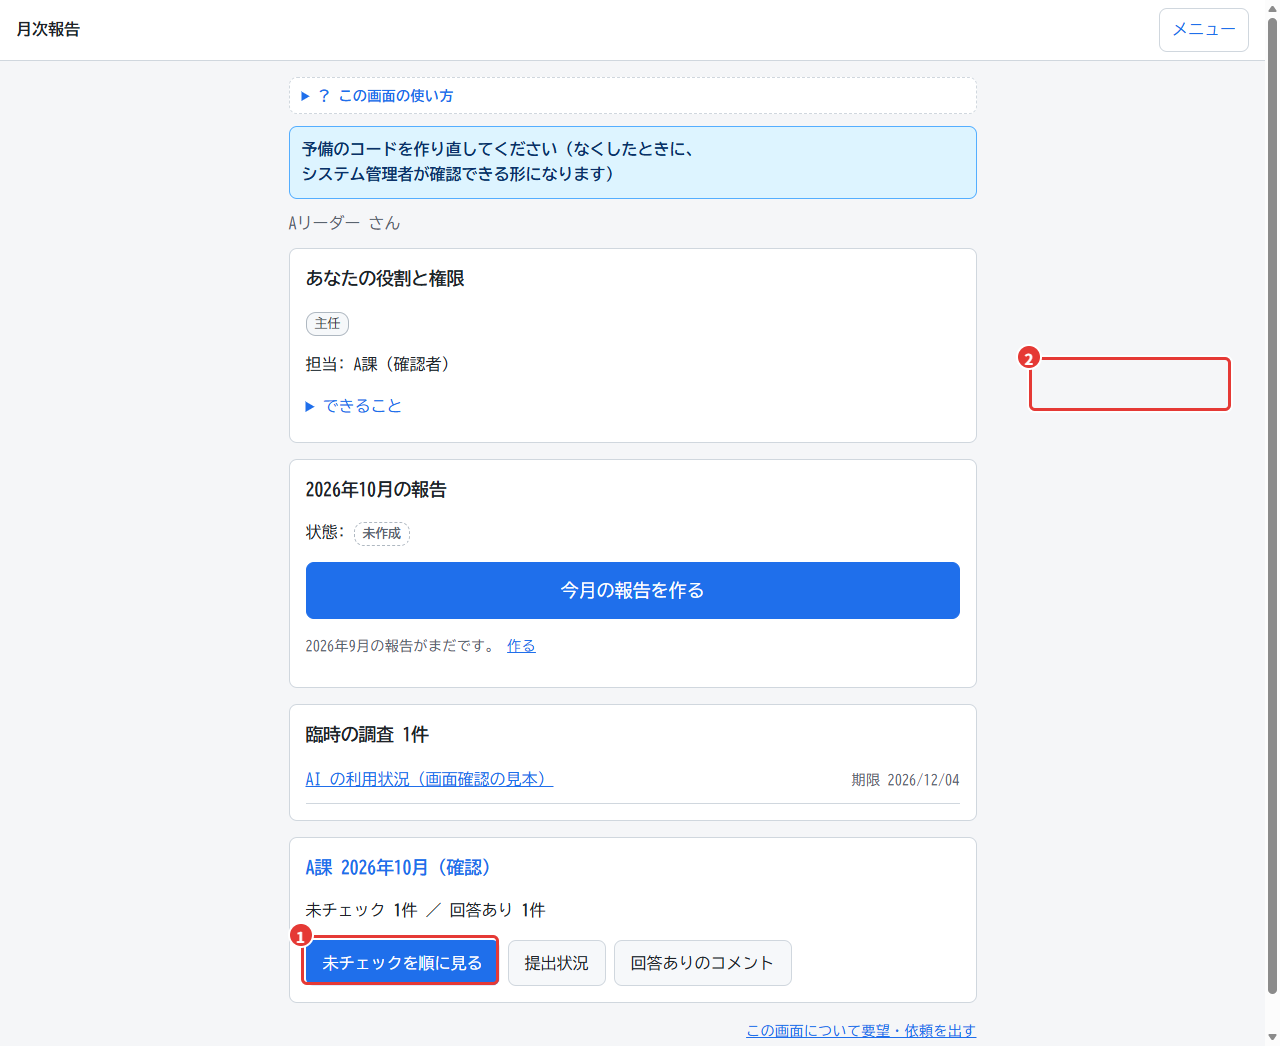 月次報告
メニュー
? この画面の使い方
予備のコードを作り直してください（なくしたときに、
システム管理者が確認できる形になります）
Aリーダー さん
あなたの役割と権限
主任
担当: A課（確認者）
できること
2
2026年10月の報告
状態: 未作成
今月の報告を作る
2026年9月の報告がまだです。 作る
臨時の調査 1件
AI の利用状況（画面確認の見本）
期限 2026/12/04
A課 2026年10月（確認）
未チェック 1件 ／ 回答あり 1件
1
未チェックを順に見る
提出状況
回答ありのコメント
この画面について要望・依頼を出す